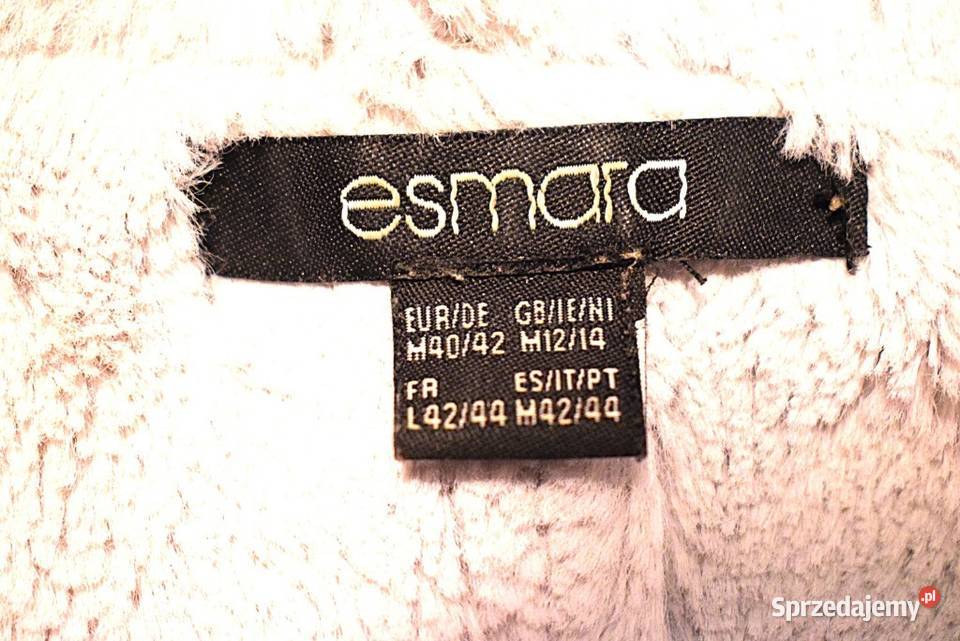 esmara
EUR/DE GB/IE/NI
M40/42 M12/14
FR ES/IT/PT
L42/44 M42/44
Sprzedajemy.pl